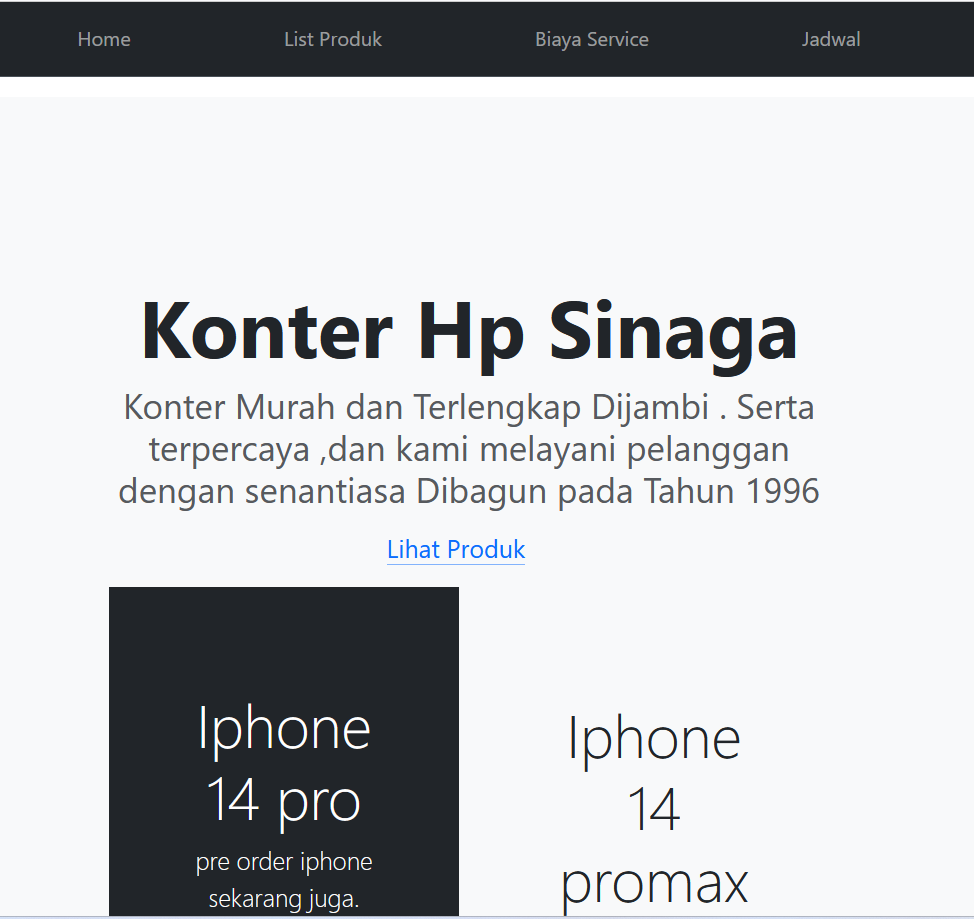 Home List Produk Biaya Service Jadwal
Konter Hp Sinaga
Konter Murah dan Terlengkap Dijambi . Serta
terpercaya ,dan kami melayani pelanggan
dengan senantiasa Dibagun pada Tahun 1996
Lihat Produk
Iphone
14 pro
pre order iphone
sekarang juga.
Iphone
14
promax